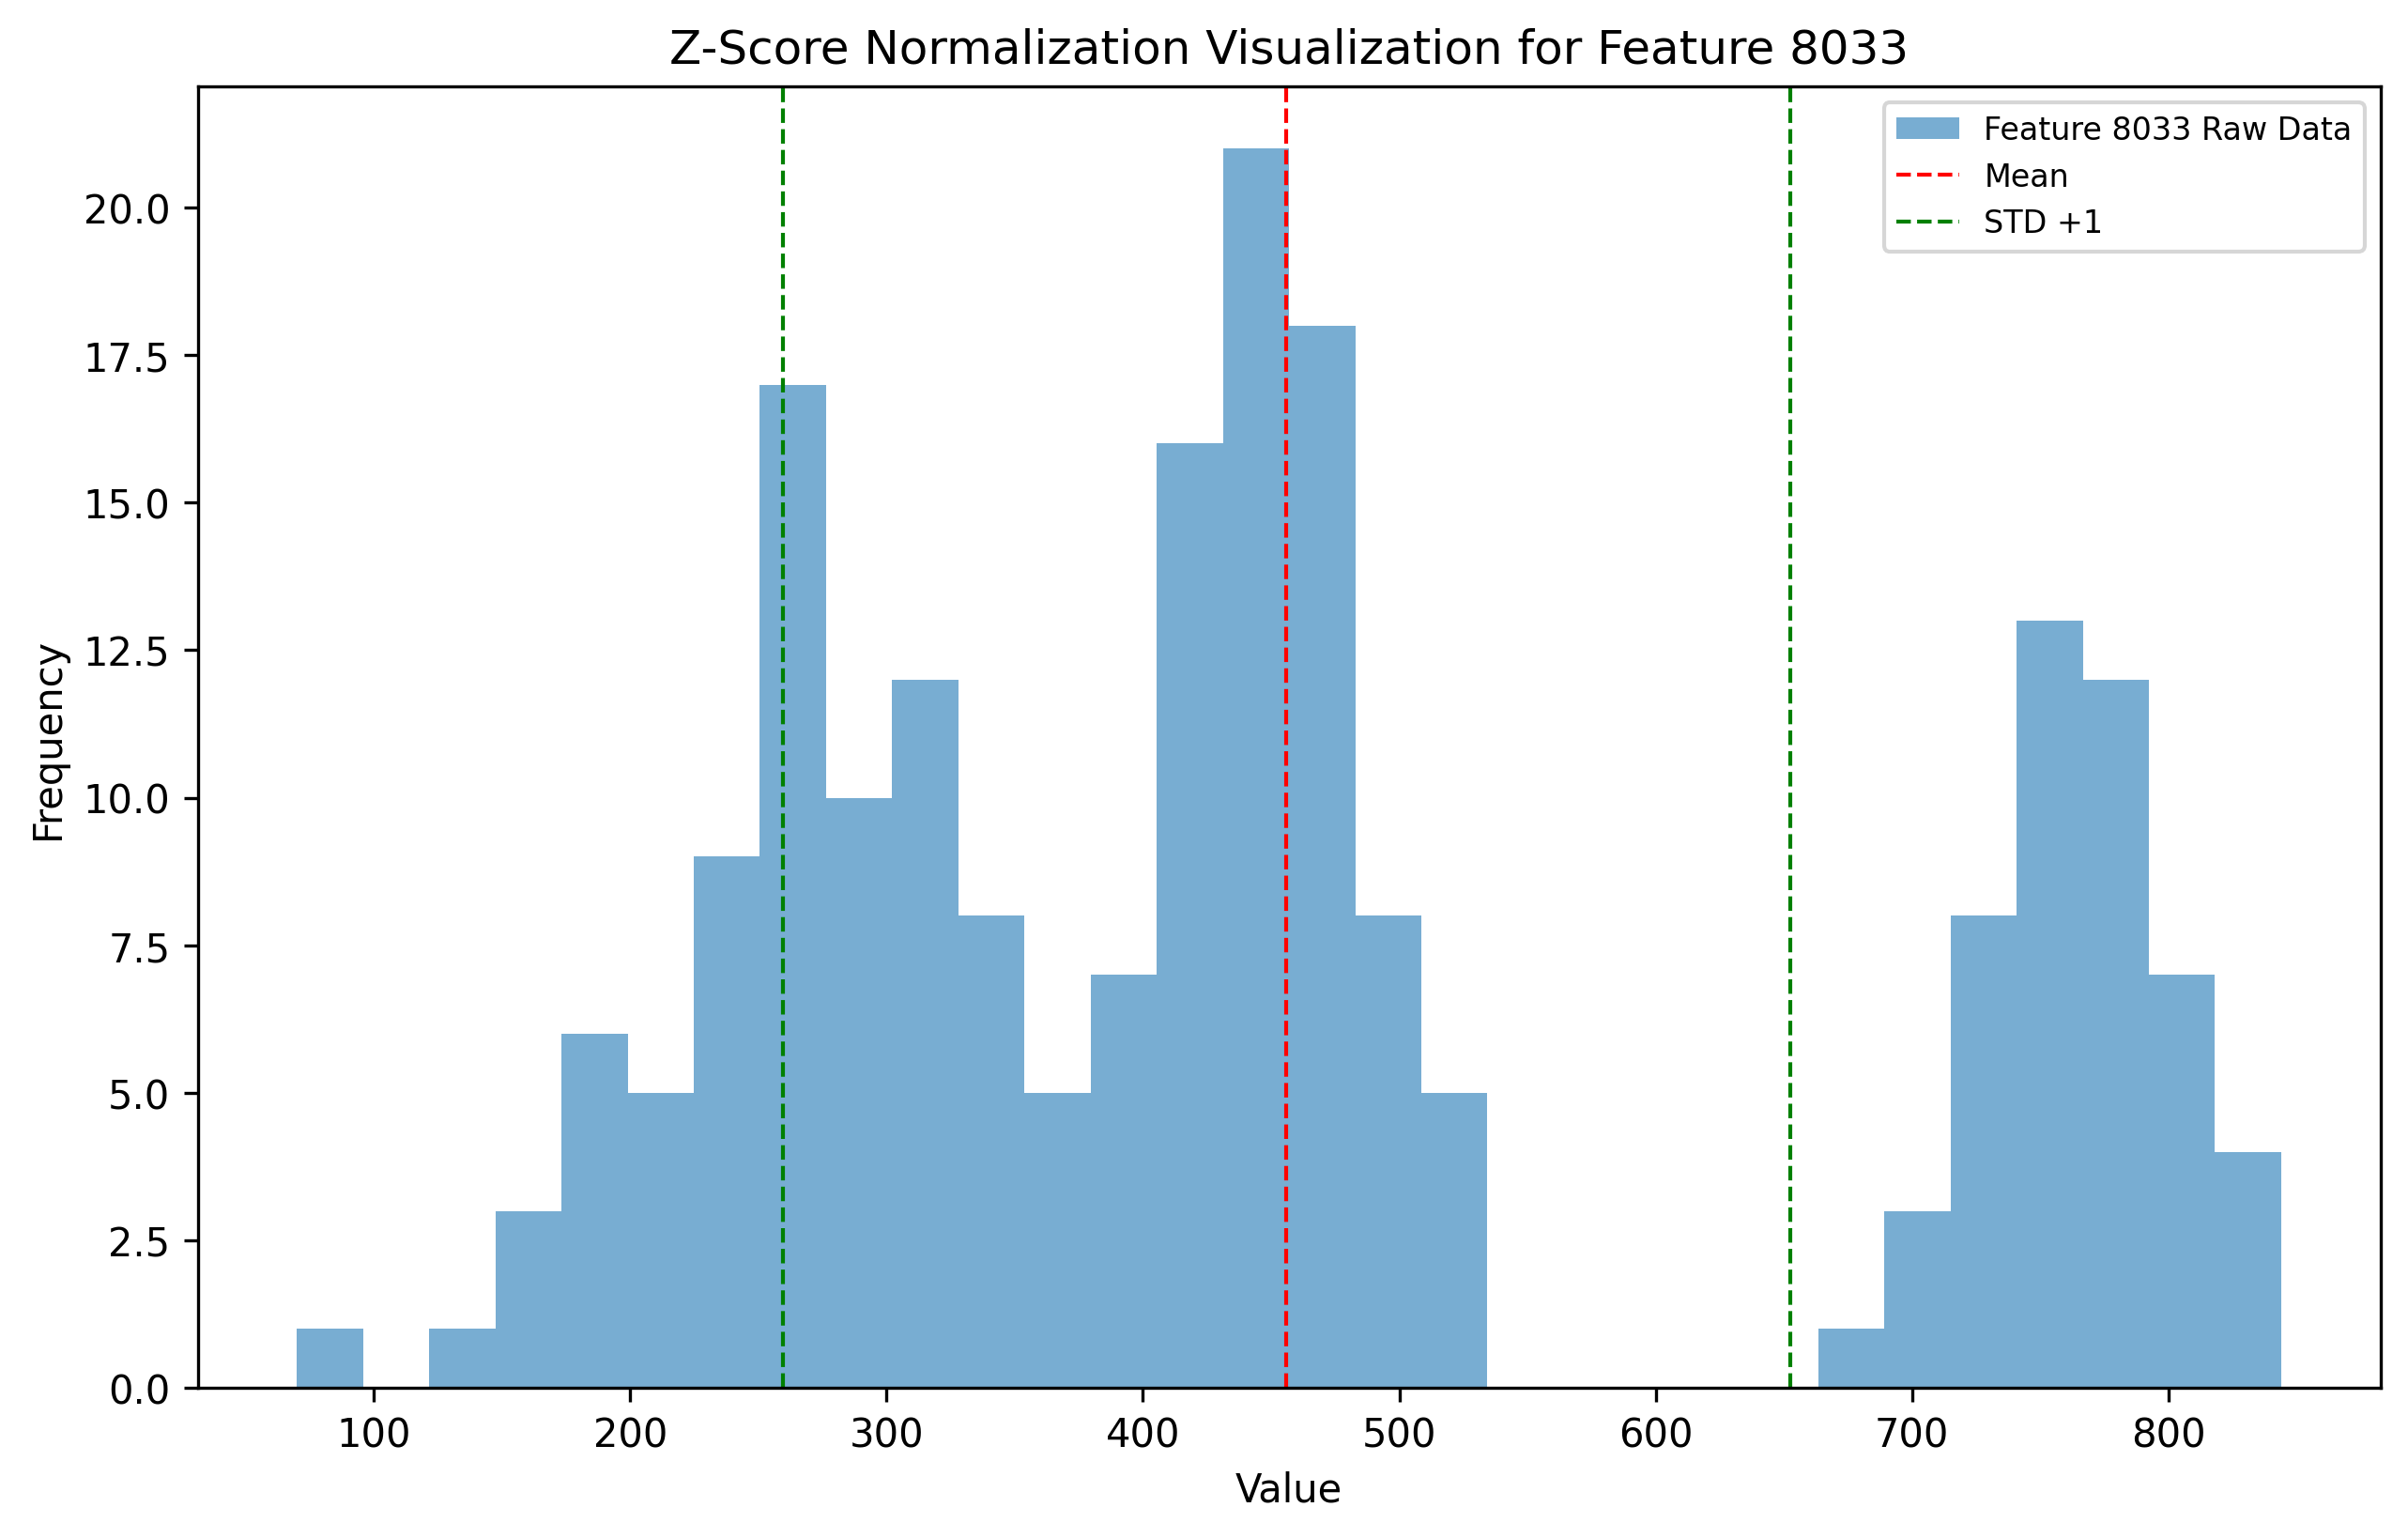 Z-Score Normalization Visualization for Feature 8033
Feature 8033 Raw Data
Mean
STD +1
20.0
17.5
15.0
12.5
10.0
7.5
5.0
2.5
0.0
Frequency
100 200 300 400 500 600 700 800
Value